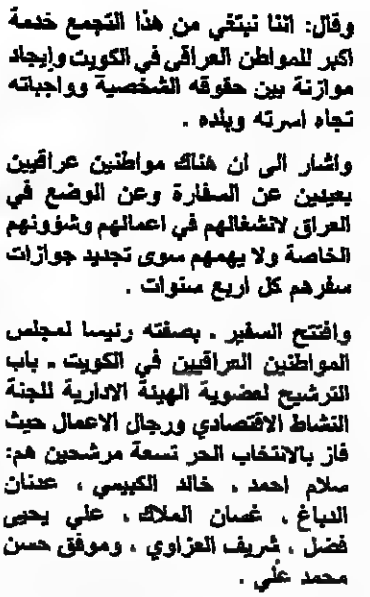 وقال: اننا نبتغي من هذا التجمع خدمة
اكبر للمواطن العراقي في الكويت وإيجاد
موازنة بين حقوقه الشخصية وواجباته
تجاه اسرته وبلده .
واشار الى ان هناك مواطنين عراقيين
بعيدين عن السفارة وعن الوضع في
العراق لانشغالهم في اعمالهم وشؤونهم
الخاصة ولا يهمهم سوى تجديد جوازات
سفرهم كل اربع سنوات .
وافتتح السفير . بصفته رئيسا لمجلس
المواطنين العراقيين في الكويت . باب
الترشيح لعضوية الهيئة الادارية للجنة
النشاط الاقتصادي ورجال الاعمال حيث
فاز بالانتخاب الحر تسعة مرشحين هم:
سلام احمد ، خالد الكبيسي ، عدنان
الدباغ ، غسان الملاك ، علي يحيى
فضل ، شريف العزاوي ، وموفق حسن
محمد علي .